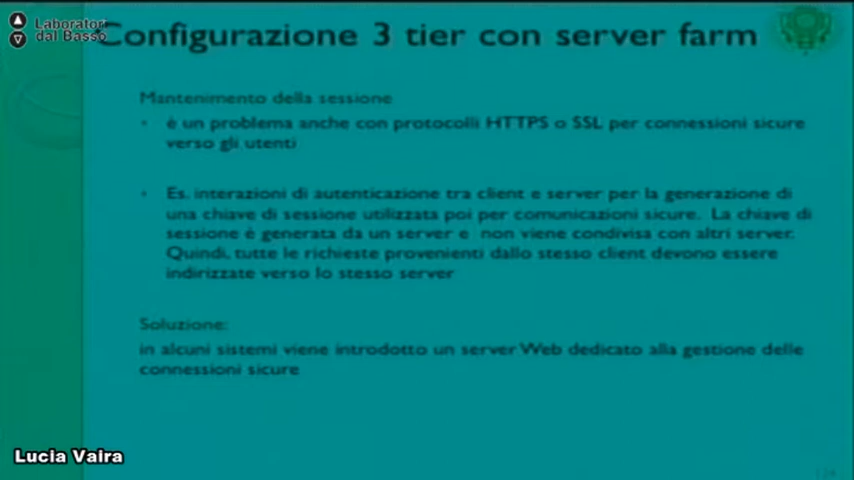 Laboratori
dal Basso
Configurazione 3 tier con server farm
Mantenimento della sessione
• è un problema anche con protocolli HTTPS o SSL per connessioni sicure
verso gli utenti
• Es. interazioni di autenticazione tra client e server per la generazione di
una chiave di sessione utilizzata poi per comunicazioni sicure. La chiave di
sessione è generata da un server e non viene condivisa con altri server.
Quindi, tutte le richieste provenienti dallo stesso client devono essere
indirizzate verso lo stesso server
Soluzione:
in alcuni sistemi viene introdotto un server Web dedicato alla gestione delle
connessioni sicure
Lucia Vaira